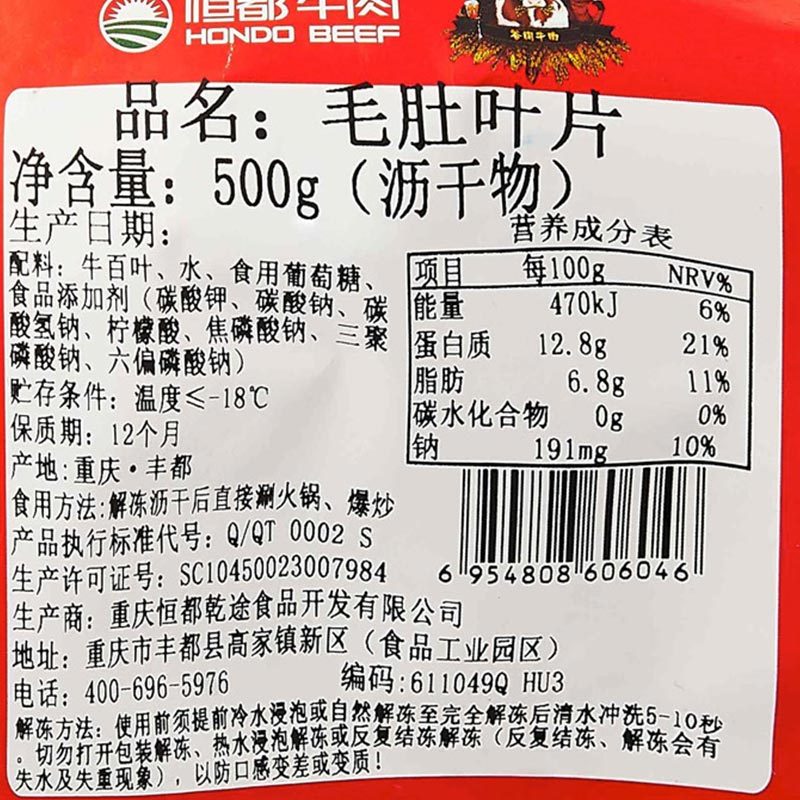 恒都牛肉
HONDO BEEF
谷饲牛肉
品名：毛肚叶片
净含量：500g（沥干物）
生产日期：
配料：牛百叶、水、食用葡萄糖、
食品添加剂（碳酸钾、碳酸钠、碳
酸氢钠、柠檬酸、焦磷酸钠、三聚
磷酸钠、六偏磷酸钠）
贮存条件：温度≤-18℃
保质期：12个月
产地:重庆·丰都
食用方法:解冻沥干后直接涮火锅、爆炒
产品执行标准代号：Q/QT 0002 S
生产许可证号：SC10450023007984
生产商：重庆恒都乾途食品开发有限公司
地址：重庆市丰都县高家镇新区（食品工业园区）
电话：400-696-5976 编码:611049Q HU3
解冻方法：使用前须提前冷水浸泡或自然解冻至完全解冻后清水冲洗5-10秒
。切勿打开包装解冻、热水浸泡解冻或反复结冻解冻（反复结冻、解冻会有
失水及失重现象），以防口感变差或变质！
营养成分表
项目 每100g NRV%
能量 470kJ 6%
蛋白质 12.8g 21%
脂肪 6.8g 11%
碳水化合物 0g 0%
钠 191mg 10%
6 954808 606046